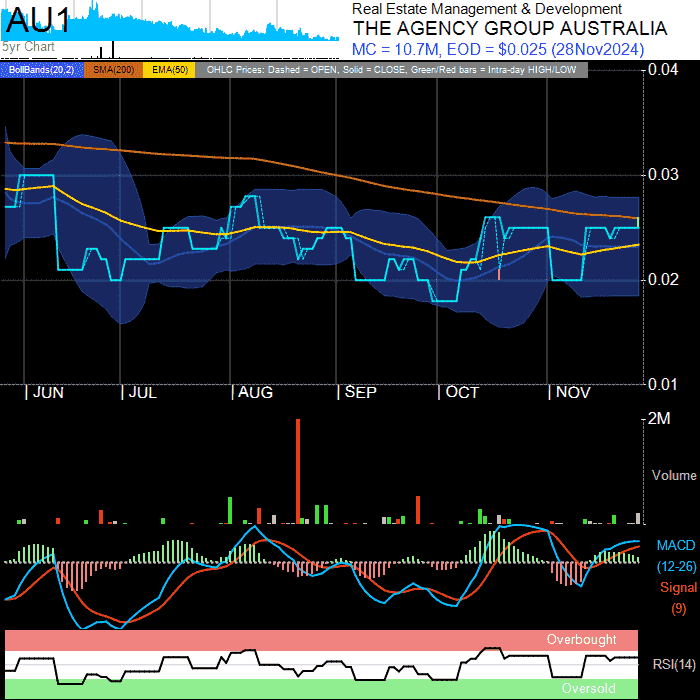 AU1
5yr Chart
Real Estate Management & Development
THE AGENCY GROUP AUSTRALIA
MC = 10.7M, EOD = $0.025 (28Nov2024)
BollBands(20,2) SMA(200) EMA(50) OHLC Prices: Dashed = OPEN, Solid = CLOSE, Green/Red bars = Intra-day HIGH/LOW
0.04
0.03
0.02
0.01
JUN JUL AUG SEP OCT NOV
2M
Volume
MACD
(12-26)
Signal
(9)
Overbought
RSI(14)
Oversold